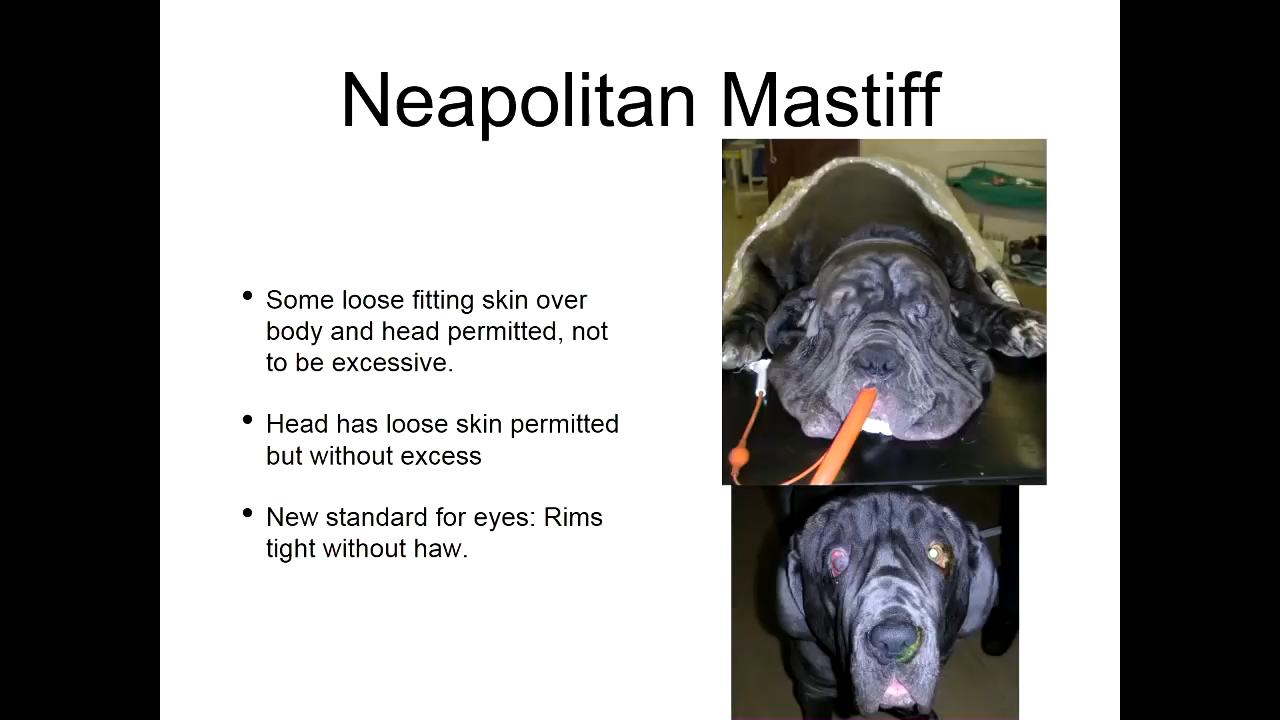 Neapolitan Mastiff
• Some loose fitting skin over
body and head permitted, not
to be excessive.
• Head has loose skin permitted
but without excess
• New standard for eyes: Rims
tight without haw.